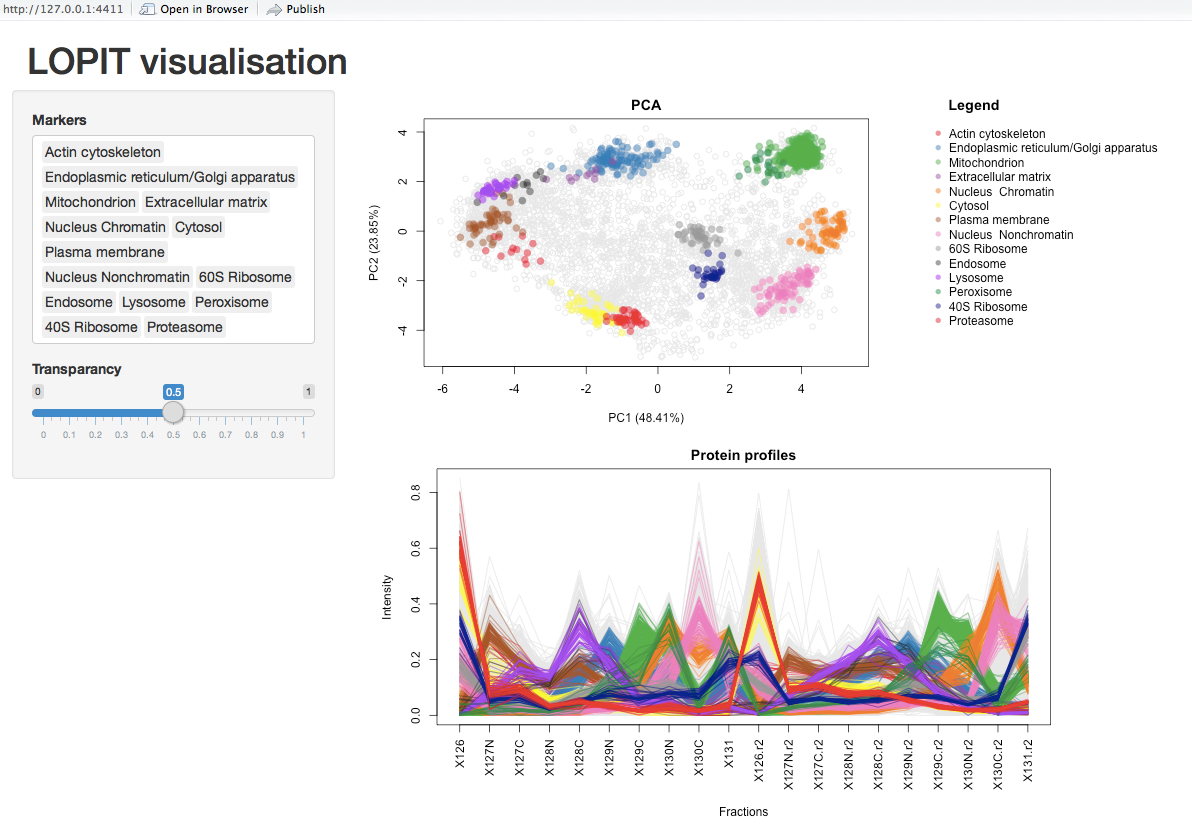 http://127.0.0.1:4411 Open in Browser Publish
LOPIT visualisation
Markers
Actin cytoskeleton
Endoplasmic reticulum/Golgi apparatus
Mitochondrion Extracellular matrix
Nucleus Chromatin Cytosol
Plasma membrane
Nucleus Nonchromatin 60S Ribosome
Endosome Lysosome Peroxisome
40S Ribosome Proteasome
Transparancy
0 0.5 1
0 0.1 0.2 0.3 0.4 0.5 0.6 0.7 0.8 0.9 1
PCA
PC2 (23.85%)
4
2
0
-2
-4
-6 -4 -2 0 2 4
PC1 (48.41%)
Legend
Actin cytoskeleton
Endoplasmic reticulum/Golgi apparatus
Mitochondrion
Extracellular matrix
Nucleus Chromatin
Cytosol
Plasma membrane
Nucleus Nonchromatin
60S Ribosome
Endosome
Lysosome
Peroxisome
40S Ribosome
Proteasome
Protein profiles
Intensity
0.8
0.6
0.4
0.2
0.0
X126 X127N X127C X128N X128C X129N X129C X130N X130C X131 X126.r2 X127N.r2 X127C.r2 X128N.r2 X128C.r2 X129N.r2 X129C.r2 X130N.r2 X130C.r2 X131.r2
Fractions